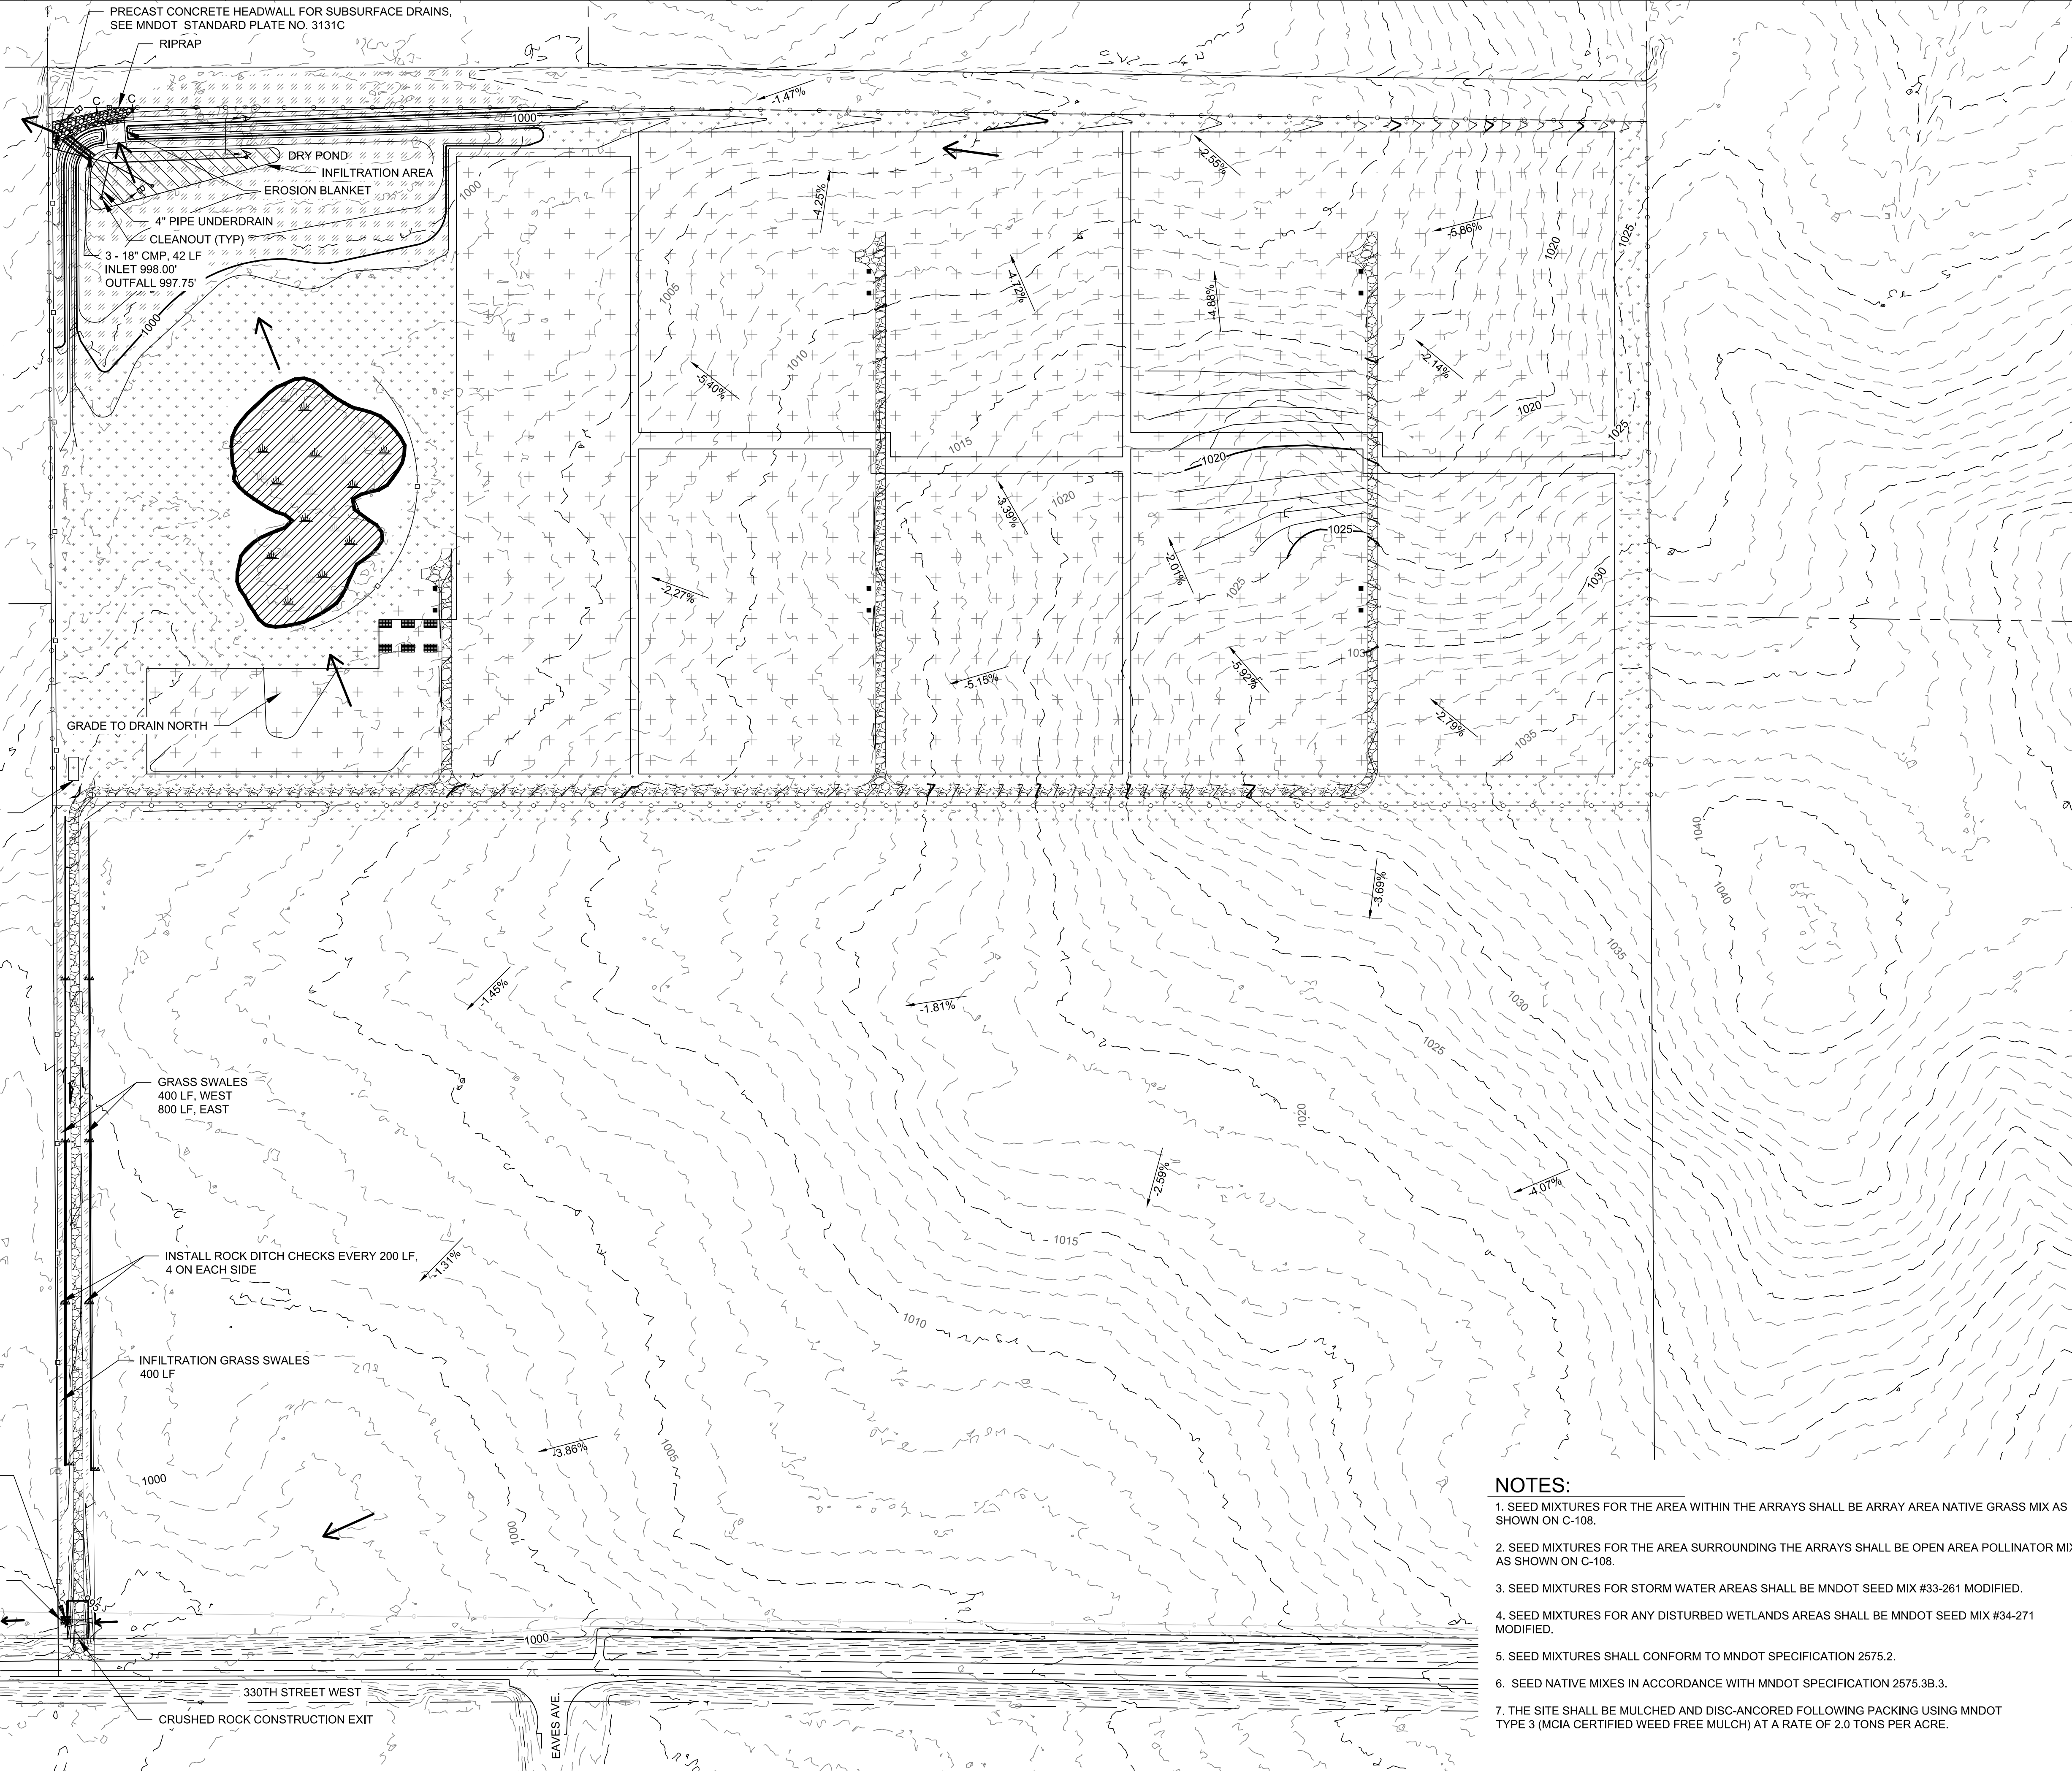 PRECAST CONCRETE HEADWALL FOR SUBSURFACE DRAINS,
SEE MNDOT STANDARD PLATE NO. 3131C
RIPRAP
C
C
B
A
-1.47%
1000
DRY POND
INFILTRATION AREA
EROSION BLANKET
B
4" PIPE UNDERDRAIN
CLEANOUT (TYP)
3 - 18" CMP, 42 LF
INLET 998.00'
OUTFALL 997.75'
1000
1000
-4.25%
-2.55%
-5.86%
1020
1025
1005
-4.72%
-4.88%
1010
-5.40%
-2.14%
1020
1025
1015
1020
-3.39%
1020
1025
-2.01%
1025
1030
-2.27%
1030
-5.15%
-5.92%
-2.79%
1035
GRADE TO DRAIN NORTH
1040
1040
-3.69%
1035
-1.45%
-1.81%
1030
1025
GRASS SWALES
400 LF, WEST
800 LF, EAST
1020
-2.59%
-4.07%
1015
INSTALL ROCK DITCH CHECKS EVERY 200 LF,
4 ON EACH SIDE
-1.31%
1010
INFILTRATION GRASS SWALES
400 LF
-3.86%
1005
1000
1000
995
1000
330TH STREET WEST
CRUSHED ROCK CONSTRUCTION EXIT
EAVES AVE.
NOTES:
1. SEED MIXTURES FOR THE AREA WITHIN THE ARRAYS SHALL BE ARRAY AREA NATIVE GRASS MIX AS
SHOWN ON C-108.
2. SEED MIXTURES FOR THE AREA SURROUNDING THE ARRAYS SHALL BE OPEN AREA POLLINATOR MIX
AS SHOWN ON C-108.
3. SEED MIXTURES FOR STORM WATER AREAS SHALL BE MNDOT SEED MIX #33-261 MODIFIED.
4. SEED MIXTURES FOR ANY DISTURBED WETLANDS AREAS SHALL BE MNDOT SEED MIX #34-271
MODIFIED.
5. SEED MIXTURES SHALL CONFORM TO MNDOT SPECIFICATION 2575.2.
6. SEED NATIVE MIXES IN ACCORDANCE WITH MNDOT SPECIFICATION 2575.3B.3.
7. THE SITE SHALL BE MULCHED AND DISC-ANCORED FOLLOWING PACKING USING MNDOT
TYPE 3 (MCIA CERTIFIED WEED FREE MULCH) AT A RATE OF 2.0 TONS PER ACRE.